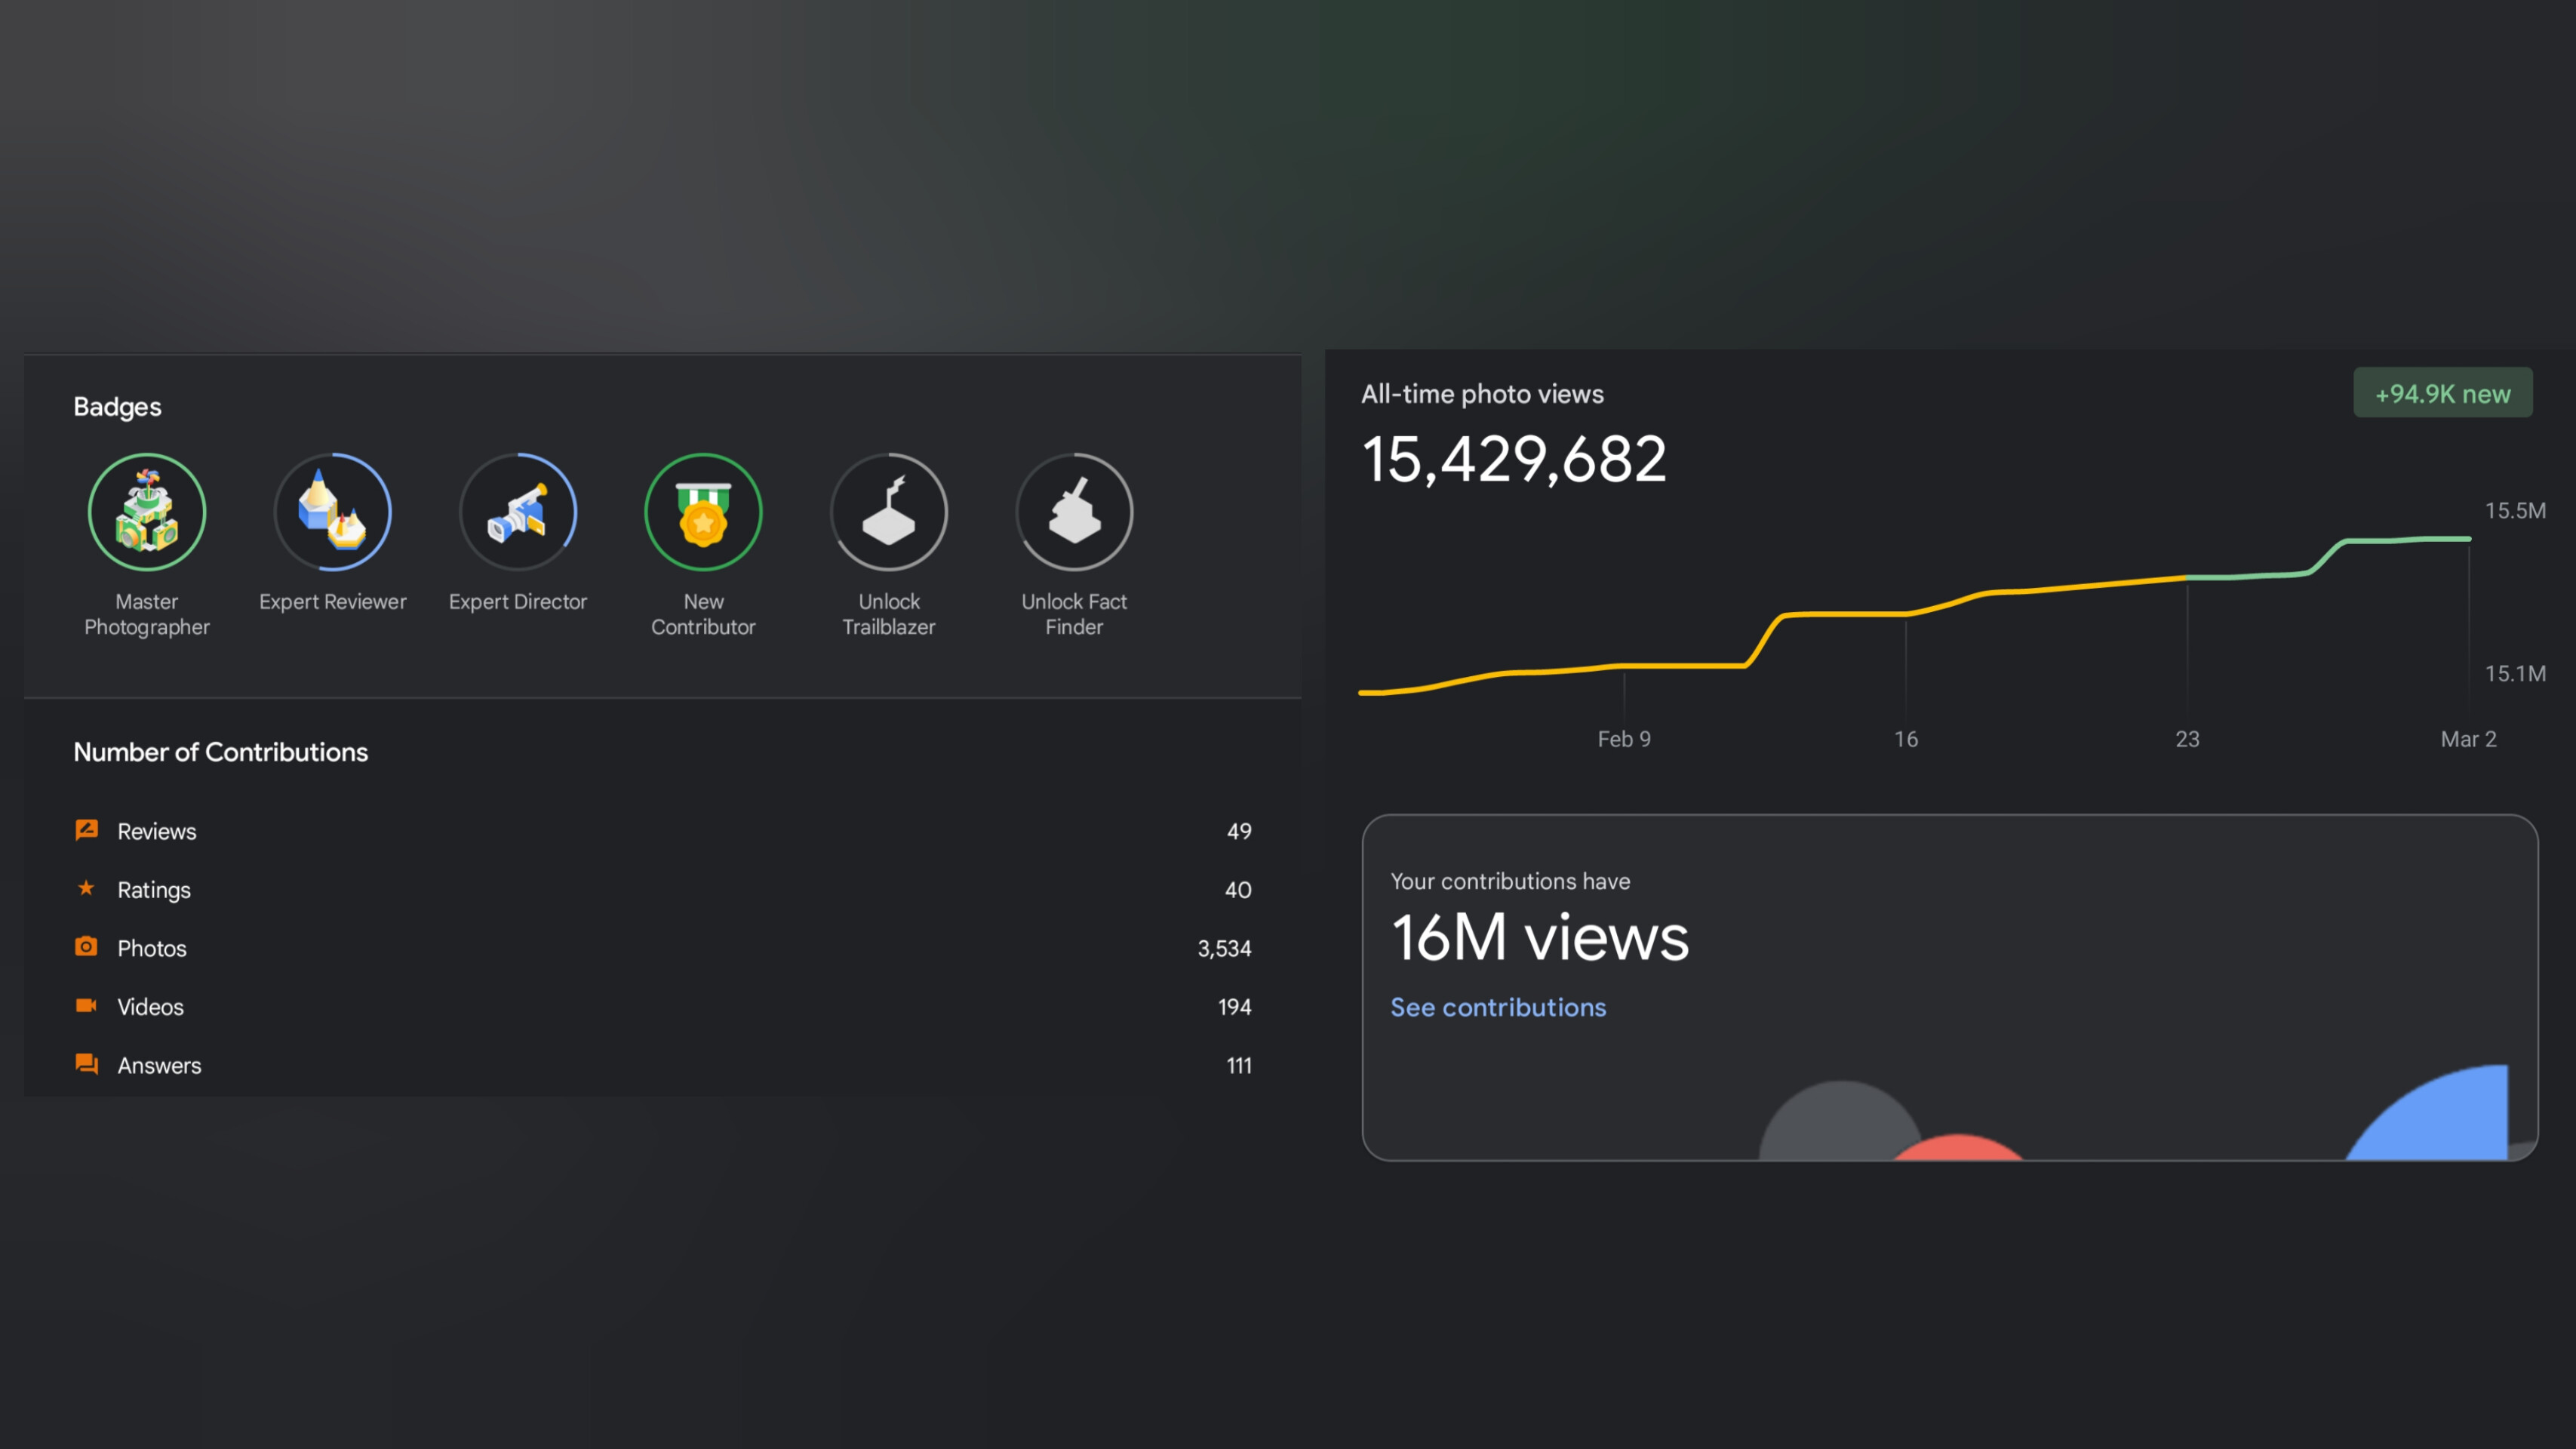 Badges
Master
Photographer
Expert Reviewer
Expert Director
New
Contributor
Unlock
Trailblazer
Unlock Fact
Finder
Number of Contributions
Reviews 49
Ratings 40
Photos 3,534
Videos 194
Answers 111
All-time photo views
+94.9K new
15,429,682
15.5M
15.1M
Feb 9 16 23 Mar 2
Your contributions have
16M views
See contributions